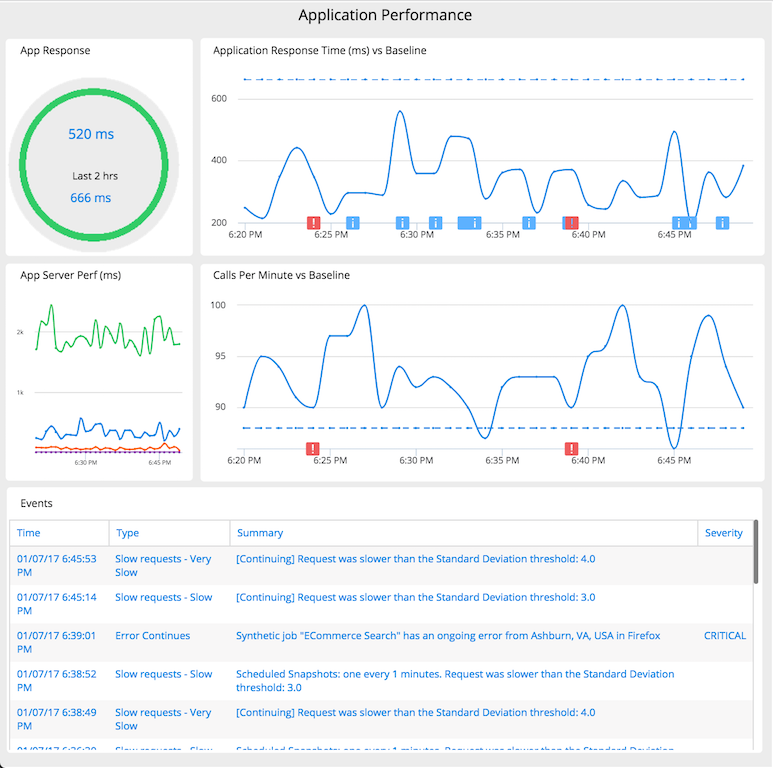 Application Performance
App Response
520 ms
Last 2 hrs
666 ms
Application Response Time (ms) vs Baseline
600
400
200
6:20 PM 6:25 PM 6:30 PM 6:35 PM 6:40 PM 6:45 PM
App Server Perf (ms)
2k
1k
6:30 PM 6:45 PM
Calls Per Minute vs Baseline
100
95
90
6:20 PM 6:25 PM 6:30 PM 6:35 PM 6:40 PM 6:45 PM
Events
Time Type Summary Severity
01/07/17 6:45:53 Slow requests - Very [Continuing] Request was slower than the Standard Deviation threshold: 4.0
PM Slow
01/07/17 6:45:14 Slow requests - Slow [Continuing] Request was slower than the Standard Deviation threshold: 3.0
PM
01/07/17 6:39:01 Error Continues Synthetic job "ECommerce Search" has an ongoing error from Ashburn, VA, USA in Firefox CRITICAL
PM
01/07/17 6:38:52 Slow requests - Slow Scheduled Snapshots: one every 1 minutes. Request was slower than the Standard Deviation
PM threshold: 3.0
01/07/17 6:38:49 Slow requests - Very [Continuing] Request was slower than the Standard Deviation threshold: 4.0
PM Slow